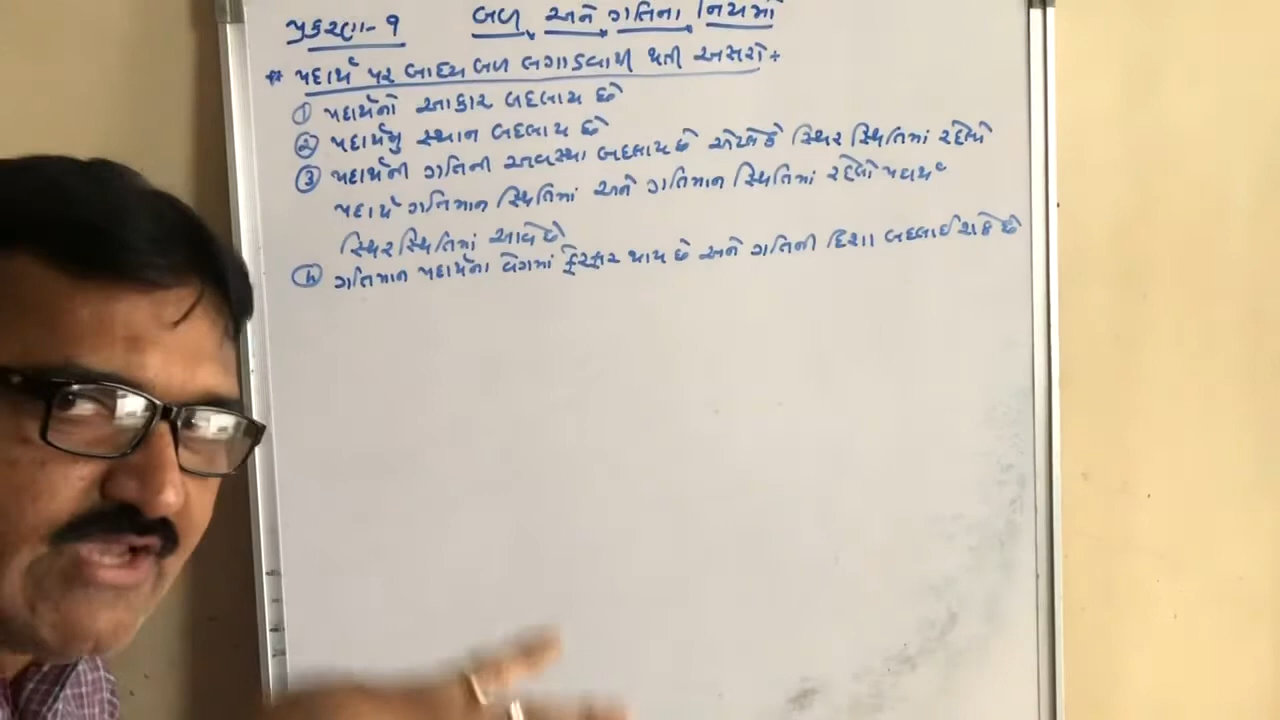 પ્રકરણ-૧ બળ અને ગતિના નિયમો
** પદાર્થ પર બાહ્ય બળ લગાડવાથી થતી અસરો ÷
① પદાર્થનો આકાર બદલાય છે
② પદાર્થનુ સ્થાન બદલાય છે
③ પદાર્થની ગતિની અવસ્થા બદલાય છે એટલે કે સ્થિર સ્થિતિમાં રહેલો
પદાર્થ ગતિમાન સ્થિતિમાં અને ગતિમાન સ્થિતિમાં રહેલો પદાર્થ
સ્થિર સ્થિતિમાં આવે છે
④ ગતિમાન પદાર્થના વેગમાં ફેરફાર થાય છે અને ગતિની દિશા બદલાઈ શકે છે